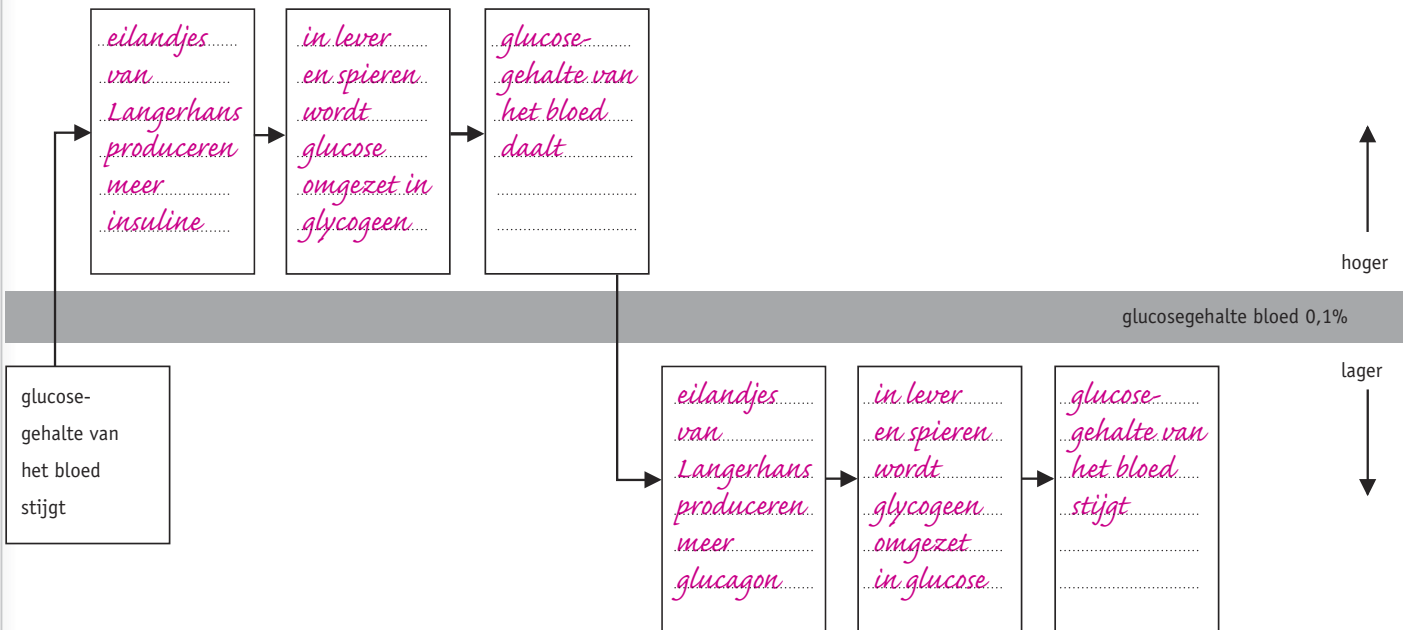 eilandjes
van
Langerhans
produceren
meer
insuline
in lever
en spieren
wordt
glucose
omgezet in
glycogeen
glucose-
gehalte van
het bloed
daalt
hoger
glucosegehalte bloed 0,1%
lager
glucose-
gehalte van
het bloed
stijgt
eilandjes
van
Langerhans
produceren
meer
glucagon
in lever
en spieren
wordt
glycogeen
omgezet
in glucose
glucose-
gehalte van
het bloed
stijgt